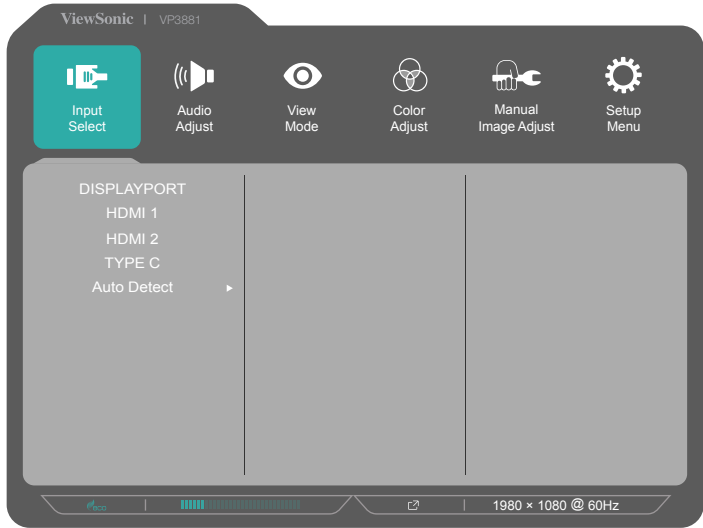 ViewSonic | VP3881
Input Select
Audio Adjust
View Mode
Color Adjust
Manual Image Adjust
Setup Menu
DISPLAYPORT
HDMI 1
HDMI 2
TYPE C
Auto Detect
eco
1980 × 1080 @ 60Hz